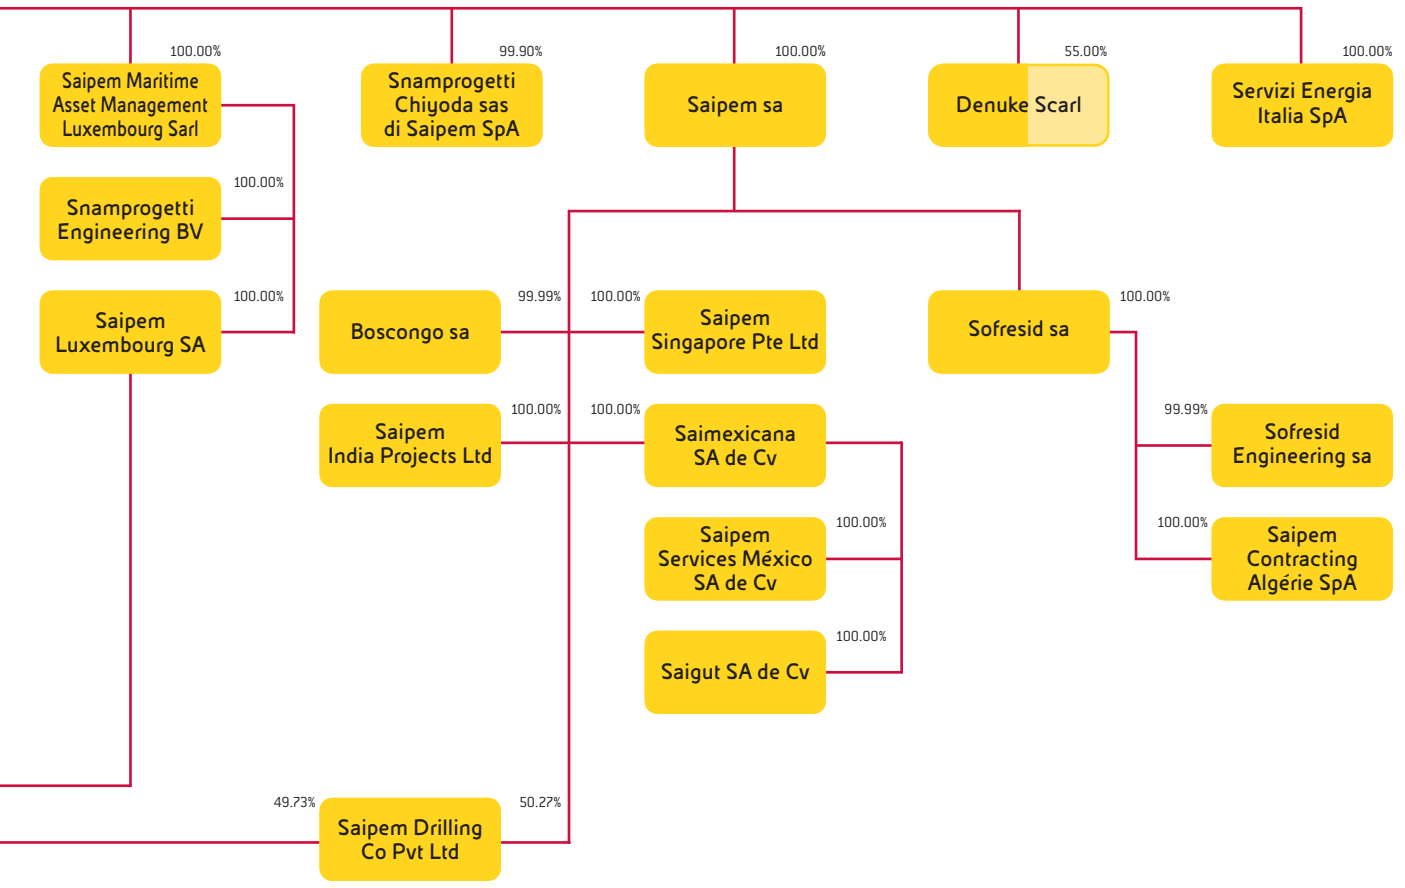 100.00%
99.90%
100.00%
55.00%
100.00%
Saipem Maritime
Asset Management
Luxembourg Sarl
Snamprogetti
Chiyoda sas
di Saipem SpA
Saipem sa
Denuke Scarl
Servizi Energia
Italia SpA
100.00%
Snamprogetti
Engineering BV
100.00%
Saipem
Luxembourg SA
99.99%
Boscongo sa
100.00%
Saipem
Singapore Pte Ltd
100.00%
Sofresid sa
100.00%
Saipem
India Projects Ltd
100.00%
Saimexicana
SA de Cv
99.99%
Sofresid
Engineering sa
100.00%
Saipem
Services México
SA de Cv
100.00%
Saipem
Contracting
Algérie SpA
100.00%
Saigut SA de Cv
49.73%
50.27%
Saipem Drilling
Co Pvt Ltd